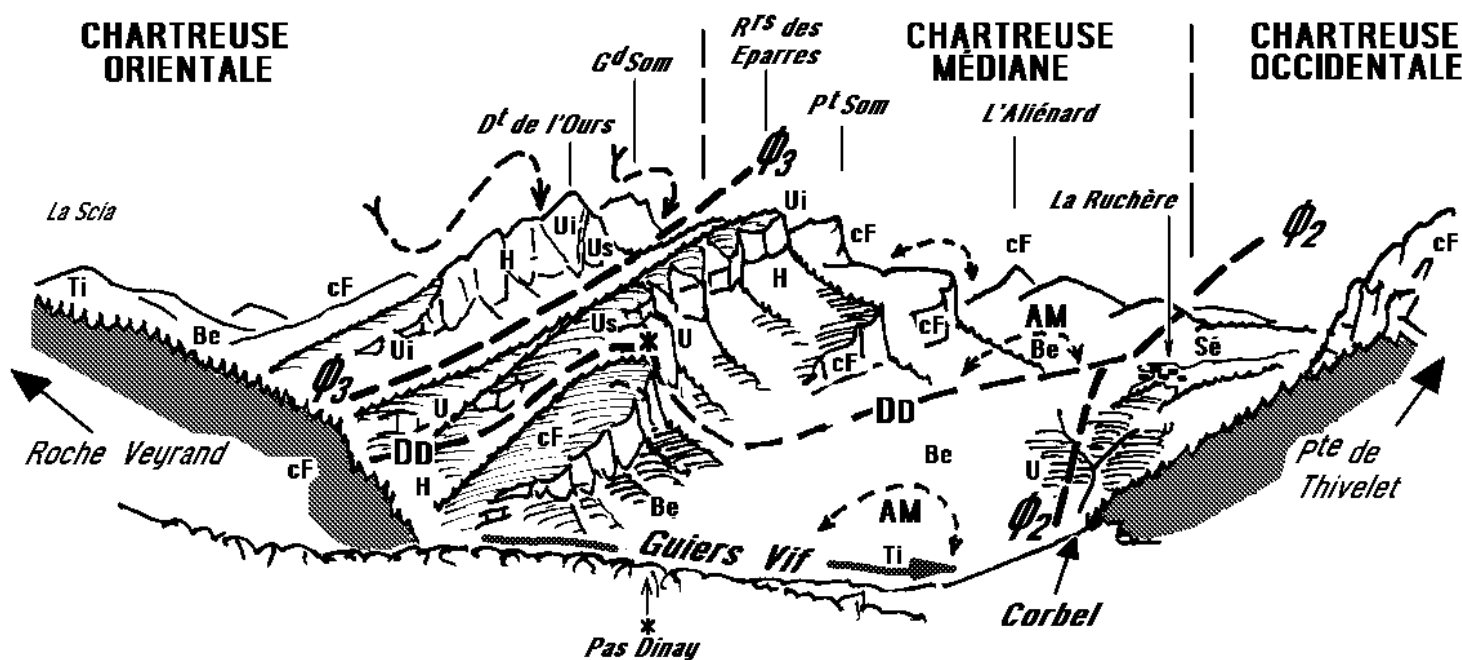 CHARTREUSE
ORIENTALE
Rrs des
Eparres
CHARTREUSE
MÉDIANE
CHARTREUSE
OCCIDENTALE
Gd Som
Dt de l'Ours
Pt Som
L'Aliénard
La Ruchère
La Scia
ϕ3
ϕ2
Ui
Ui
Us
H
cF
cF
cF
H
Ti
cF
Be
Ui
Us
U
*
cF
cF
AM
Be
Sé
ϕ3
U
DD
cF
DD
Roche Veyrand
cF
H
Be
Be
U
Pte de
Thivelet
AM
ϕ2
Guiers Vif
Ti
Corbel
*
Pas Dinay